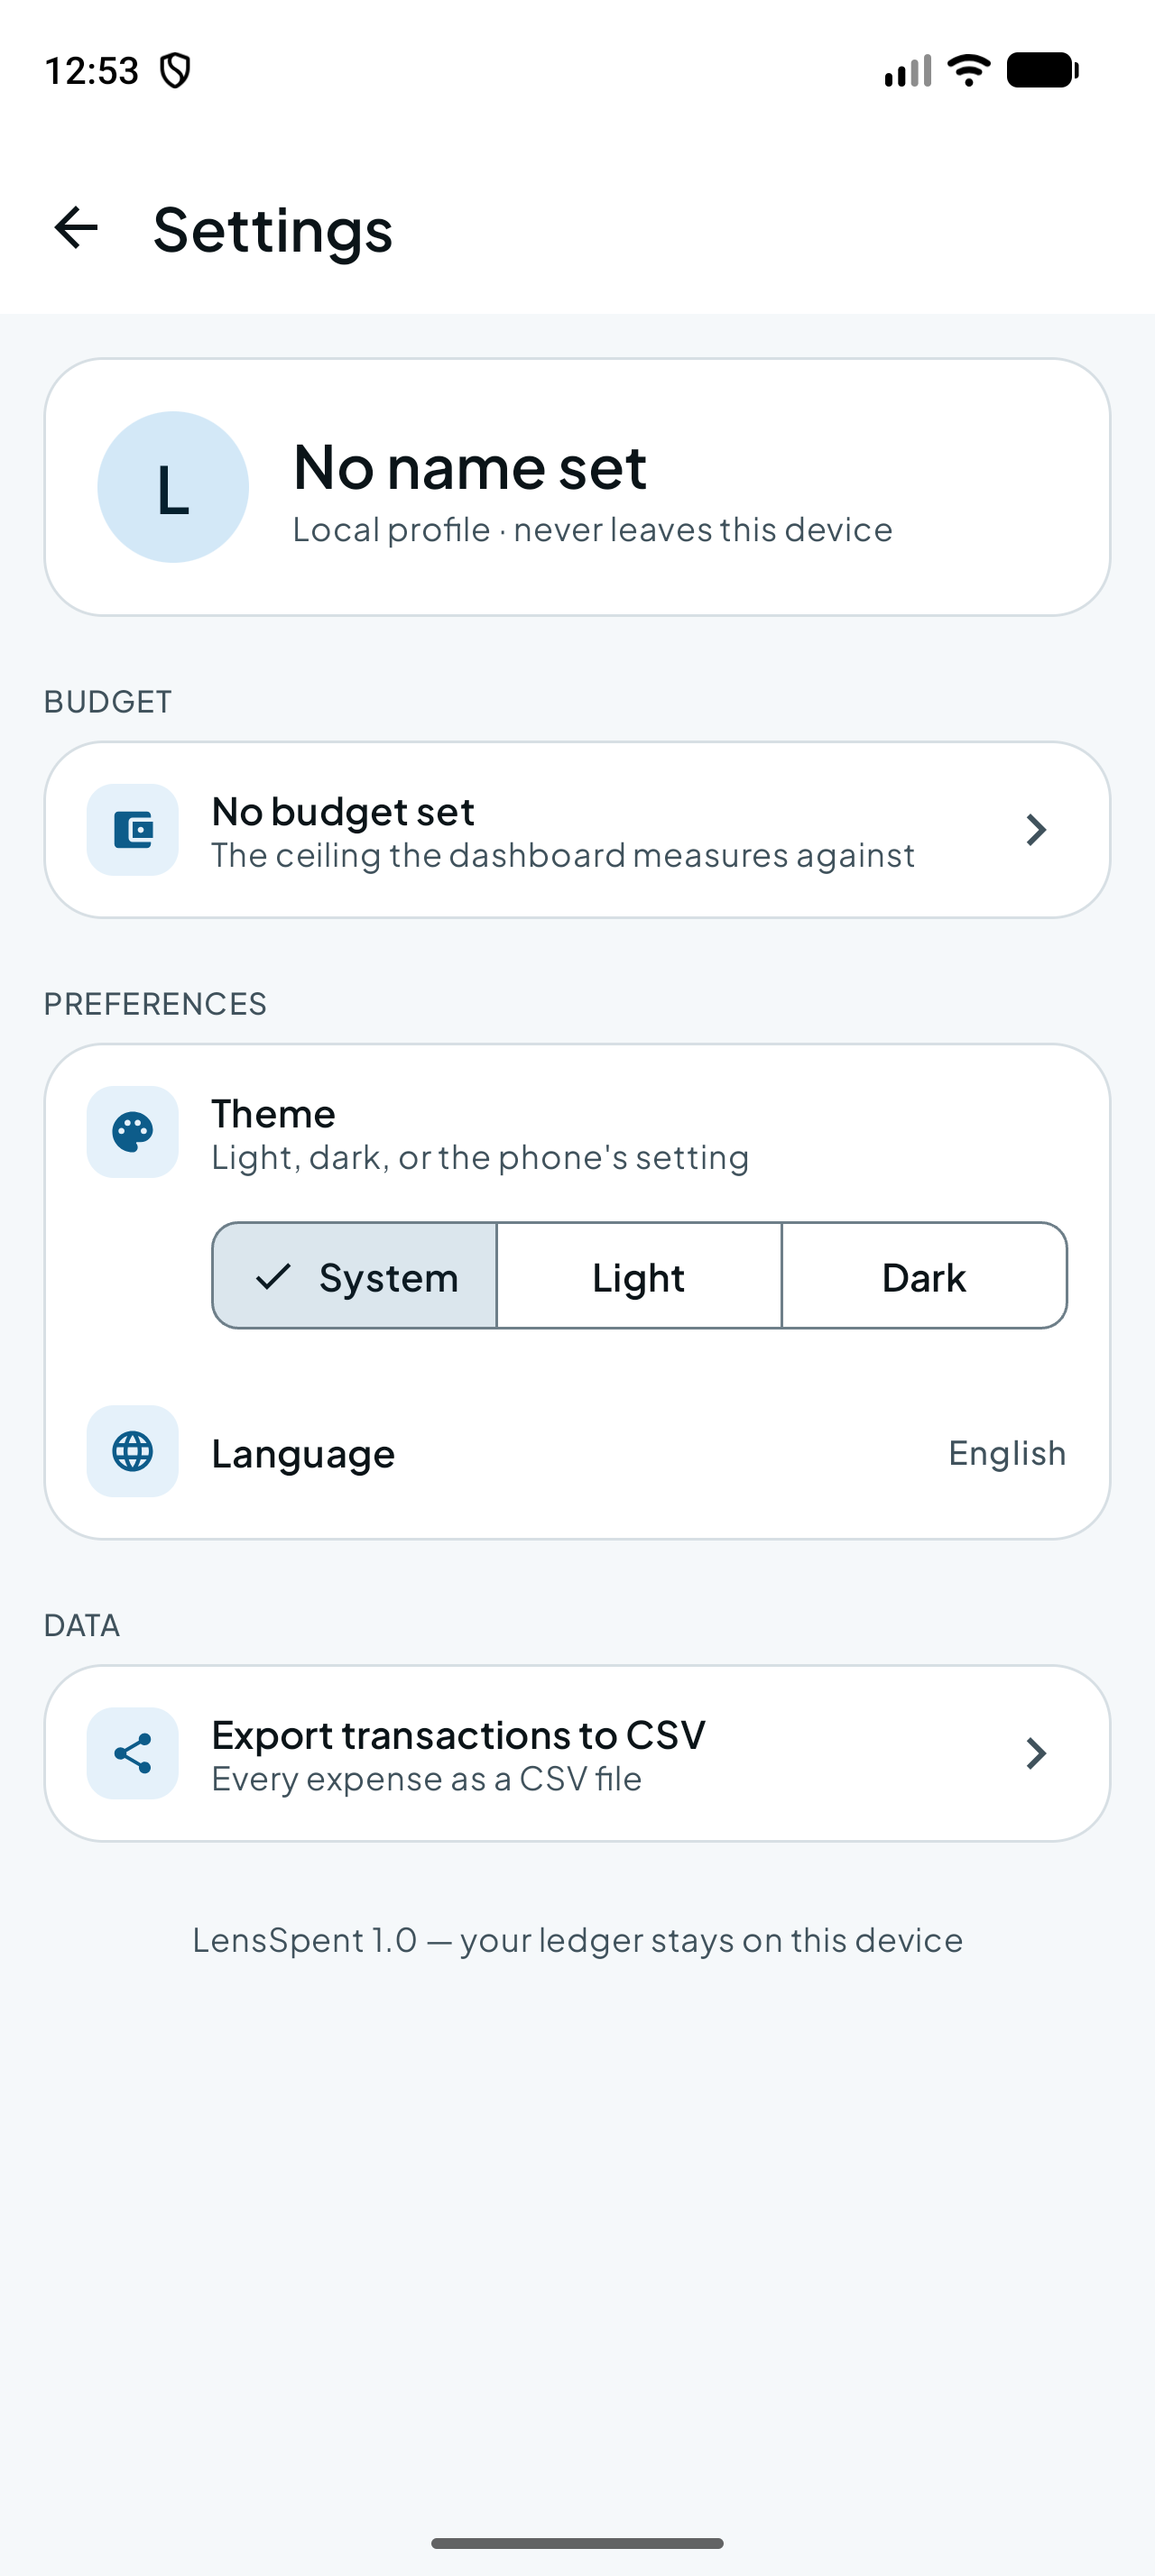 12:53
Settings
L
No name set
Local profile · never leaves this device
BUDGET
No budget set
The ceiling the dashboard measures against
PREFERENCES
Theme
Light, dark, or the phone's setting
System
Light
Dark
Language
English
DATA
Export transactions to CSV
Every expense as a CSV file
LensSpent 1.0 — your ledger stays on this device